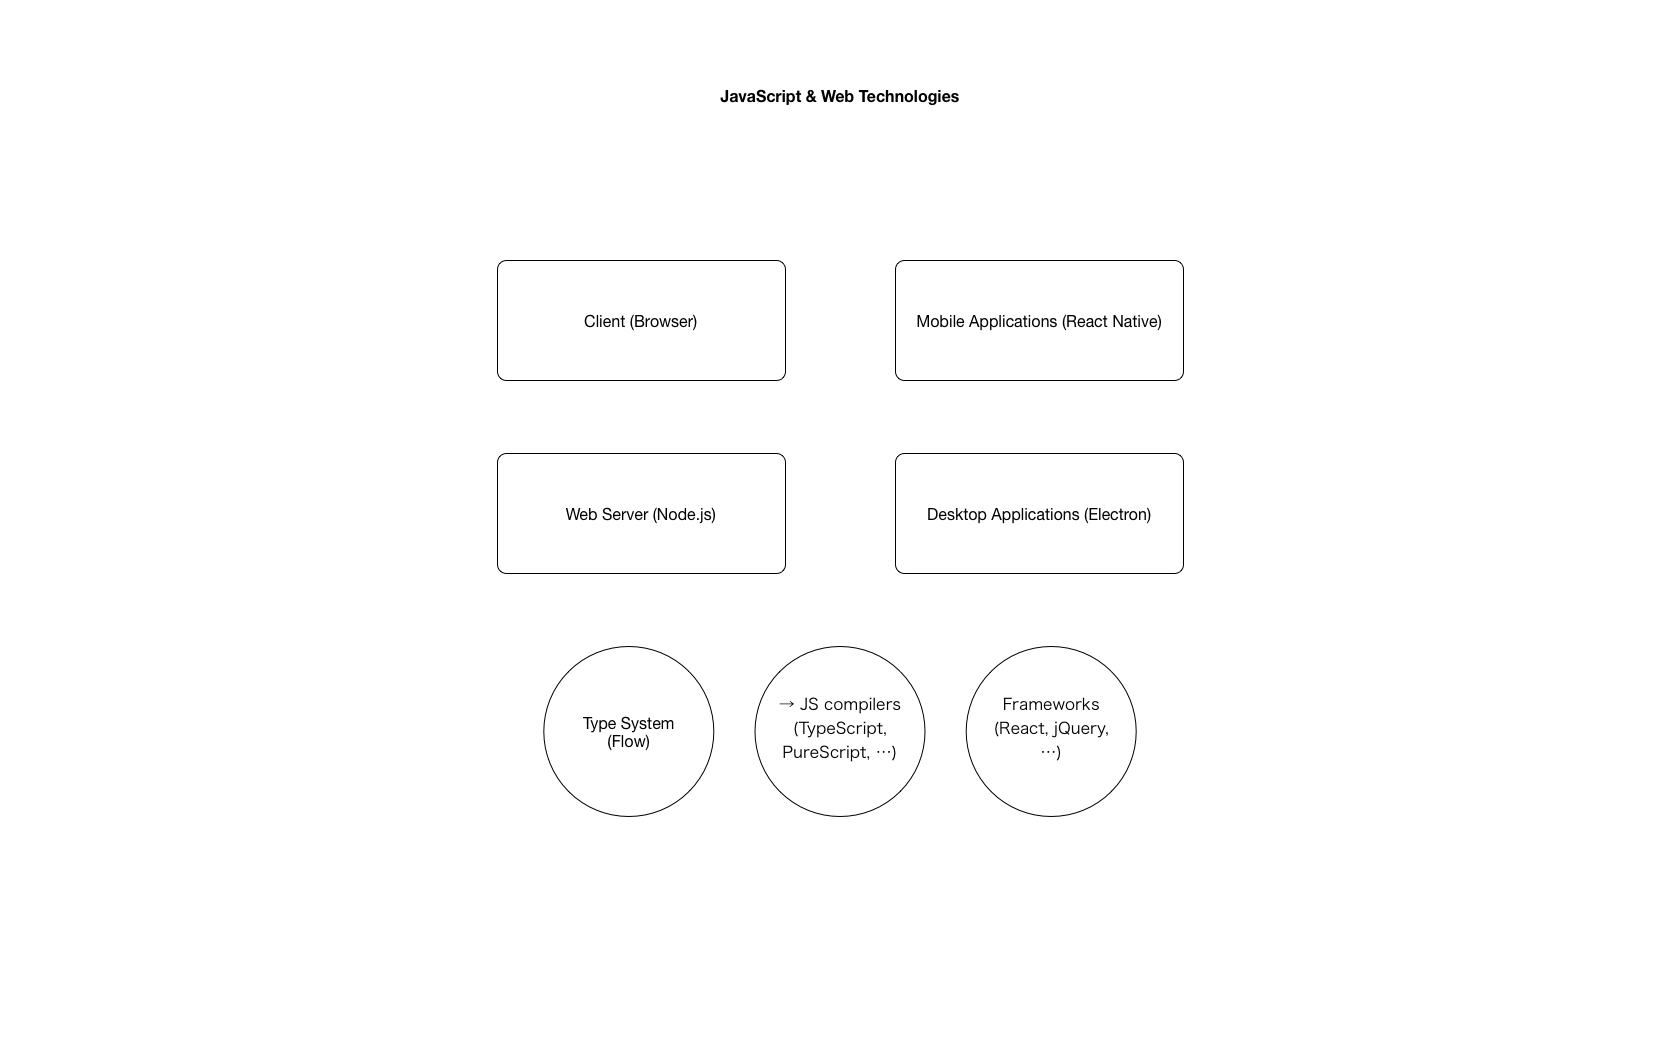 JavaScript & Web Technologies
Client (Browser)
Mobile Applications (React Native)
Web Server (Node.js)
Desktop Applications (Electron)
Type System
(Flow)
→ JS compilers
(TypeScript,
PureScript, …)
Frameworks
(React, jQuery,
…)